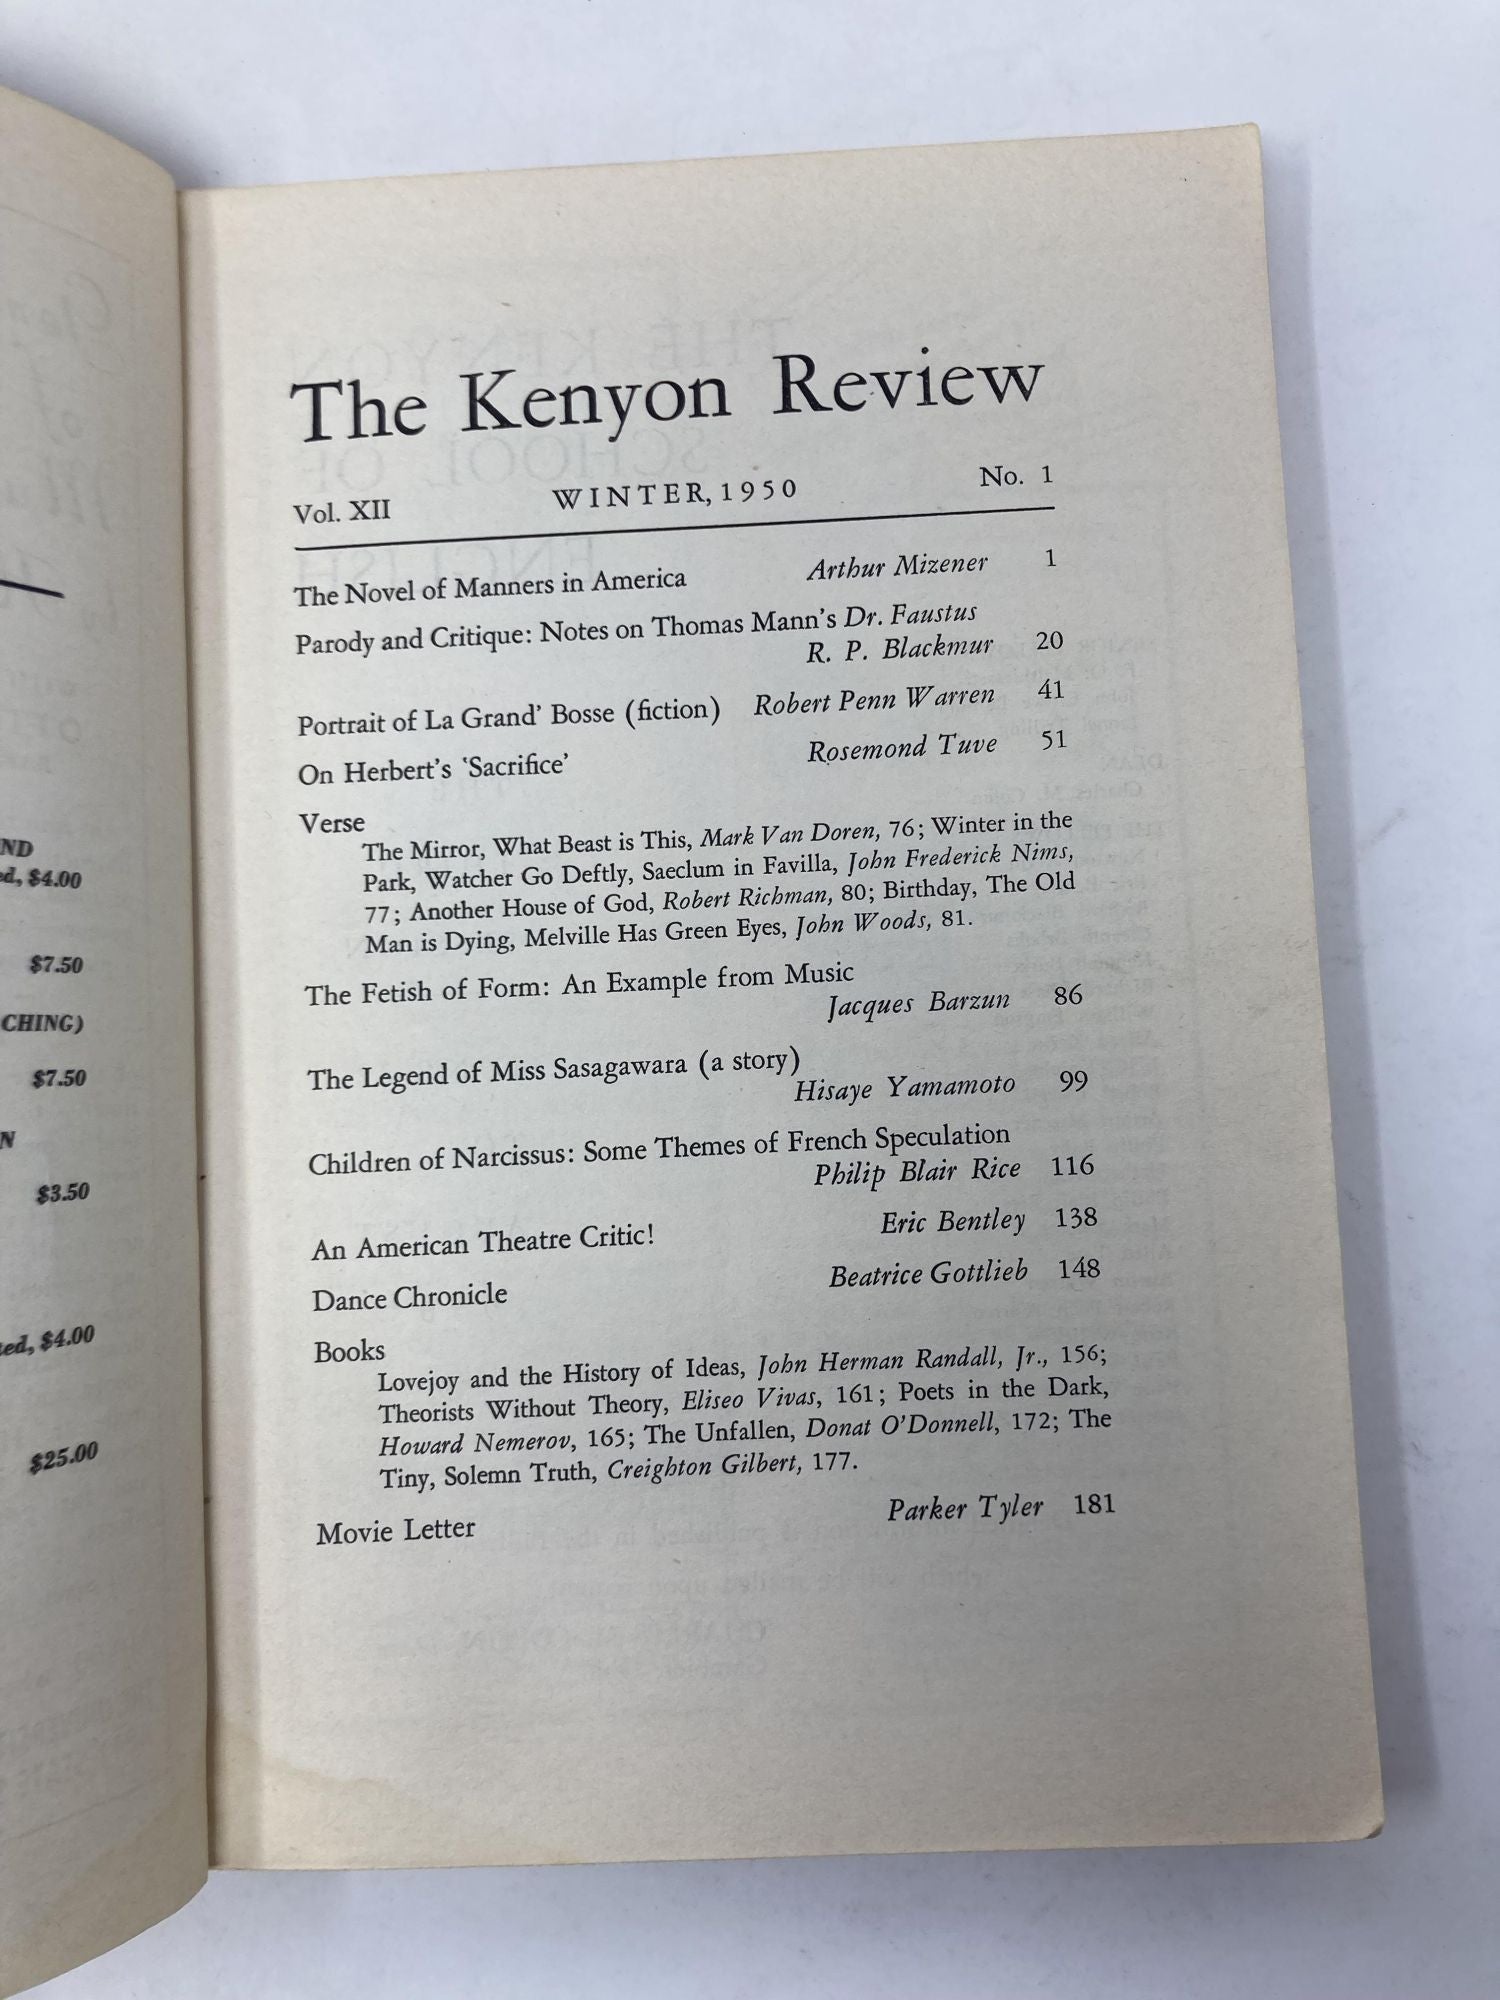 ND
ed, $4.00
$7.50
CHING)
$7.50
N
$3.50
ted, $4.00
$25.00
The Kenyon Review
Vol. XII WINTER, 1950 No. 1
The Novel of Manners in America Arthur Mizener 1
Parody and Critique: Notes on Thomas Mann's Dr. Faustus
R. P. Blackmur 20
Portrait of La Grand' Bosse (fiction) Robert Penn Warren 41
On Herbert's 'Sacrifice' Rosemond Tuve 51
Verse
The Mirror, What Beast is This, Mark Van Doren, 76; Winter in the
Park, Watcher Go Deftly, Saeclum in Favilla, John Frederick Nims,
77; Another House of God, Robert Richman, 80; Birthday, The Old
Man is Dying, Melville Has Green Eyes, John Woods, 81.
The Fetish of Form: An Example from Music
Jacques Barzun 86
The Legend of Miss Sasagawara (a story)
Hisaye Yamamoto 99
Children of Narcissus: Some Themes of French Speculation
Philip Blair Rice 116
An American Theatre Critic! Eric Bentley 138
Dance Chronicle Beatrice Gottlieb 148
Books
Lovejoy and the History of Ideas, John Herman Randall, Jr., 156;
Theorists Without Theory, Eliseo Vivas, 161; Poets in the Dark,
Howard Nemerov, 165; The Unfallen, Donat O'Donnell, 172; The
Tiny, Solemn Truth, Creighton Gilbert, 177.
Movie Letter Parker Tyler 181